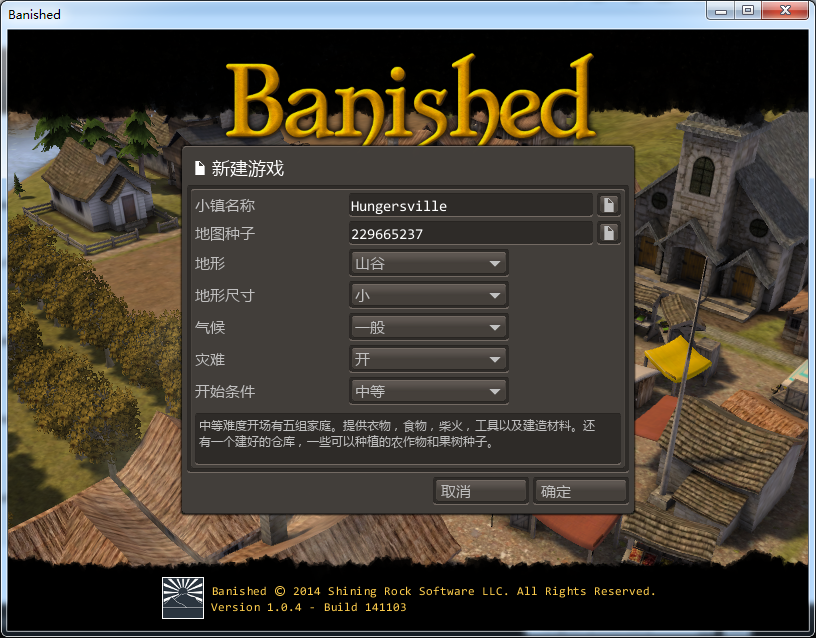 Banished
Banished
新建游戏
小镇名称 Hungersville
地图种子 229665237
地形 山谷
地形尺寸 小
气候 一般
灾难 开
开始条件 中等
中等难度开场有五组家庭。提供衣物，食物，柴火，工具以及建造材料。还
有一个建好的仓库，一些可以种植的农作物和果树种子。
取消 确定
Banished © 2014 Shining Rock Software LLC. All Rights Reserved.
Version 1.0.4 - Build 141103